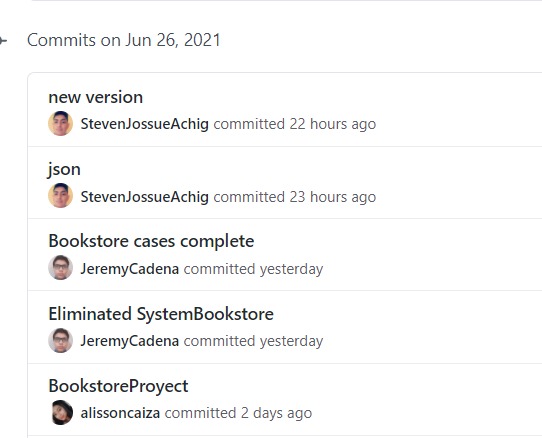 Commits on Jun 26, 2021
new version
StevenJossueAchig committed 22 hours ago
json
StevenJossueAchig committed 23 hours ago
Bookstore cases complete
JeremyCadena committed yesterday
Eliminated SystemBookstore
JeremyCadena committed yesterday
BookstoreProyect
alissoncaiza committed 2 days ago